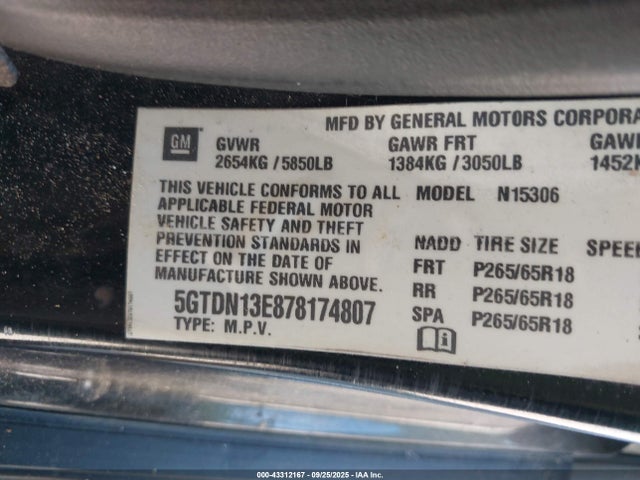 MFD BY GENERAL MOTORS CORPORA
GM
GVWR
2654KG / 5850LB
GAWR FRT
1384KG / 3050LB
GAW
1452K
THIS VEHICLE CONFORMS TO ALL
APPLICABLE FEDERAL MOTOR
VEHICLE SAFETY AND THEFT
PREVENTION STANDARDS IN
EFFECT ON THE DATE OF
MANUFACTURE SHOWN ABOVE.
5GTDN13E878174807
TYPE: M.P.V.
MODEL N15306
NADD TIRE SIZE SPEE
FRT P265/65R18
RR P265/65R18
SPA P265/65R18
000-43312167 - 09/25/2025 - IAA Inc.